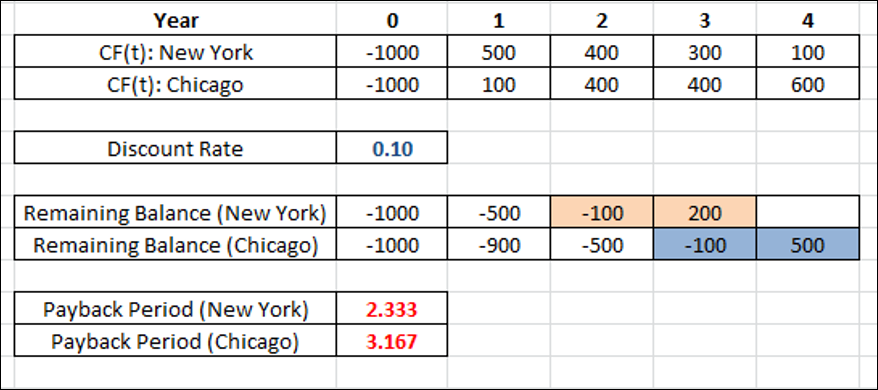 Year 0 1 2 3 4
CF(t): New York -1000 500 400 300 100
CF(t): Chicago -1000 100 400 400 600
Discount Rate 0.10
Remaining Balance (New York) -1000 -500 -100 200
Remaining Balance (Chicago) -1000 -900 -500 -100 500
Payback Period (New York) 2.333
Payback Period (Chicago) 3.167